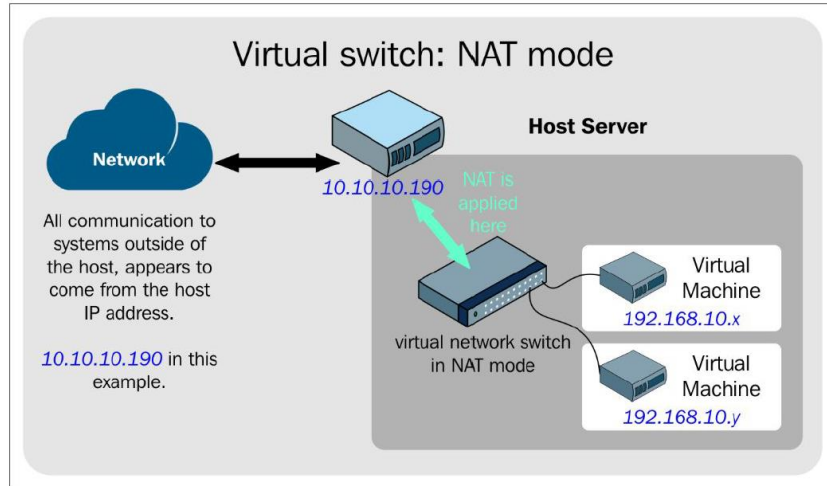 Virtual switch: NAT mode
Network
Host Server
10.10.10.190
NAT is
applied
here
All communication to
systems outside of
the host, appears to
come from the host
IP address.
10.10.10.190 in this
example.
virtual network switch
in NAT mode
Virtual
Machine
192.168.10.x
Virtual
Machine
192.168.10.y